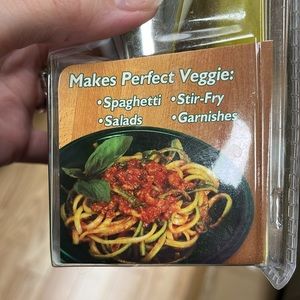 Makes Perfect Veggie:
•Spaghetti •Stir-Fry
•Salads •Garnishes